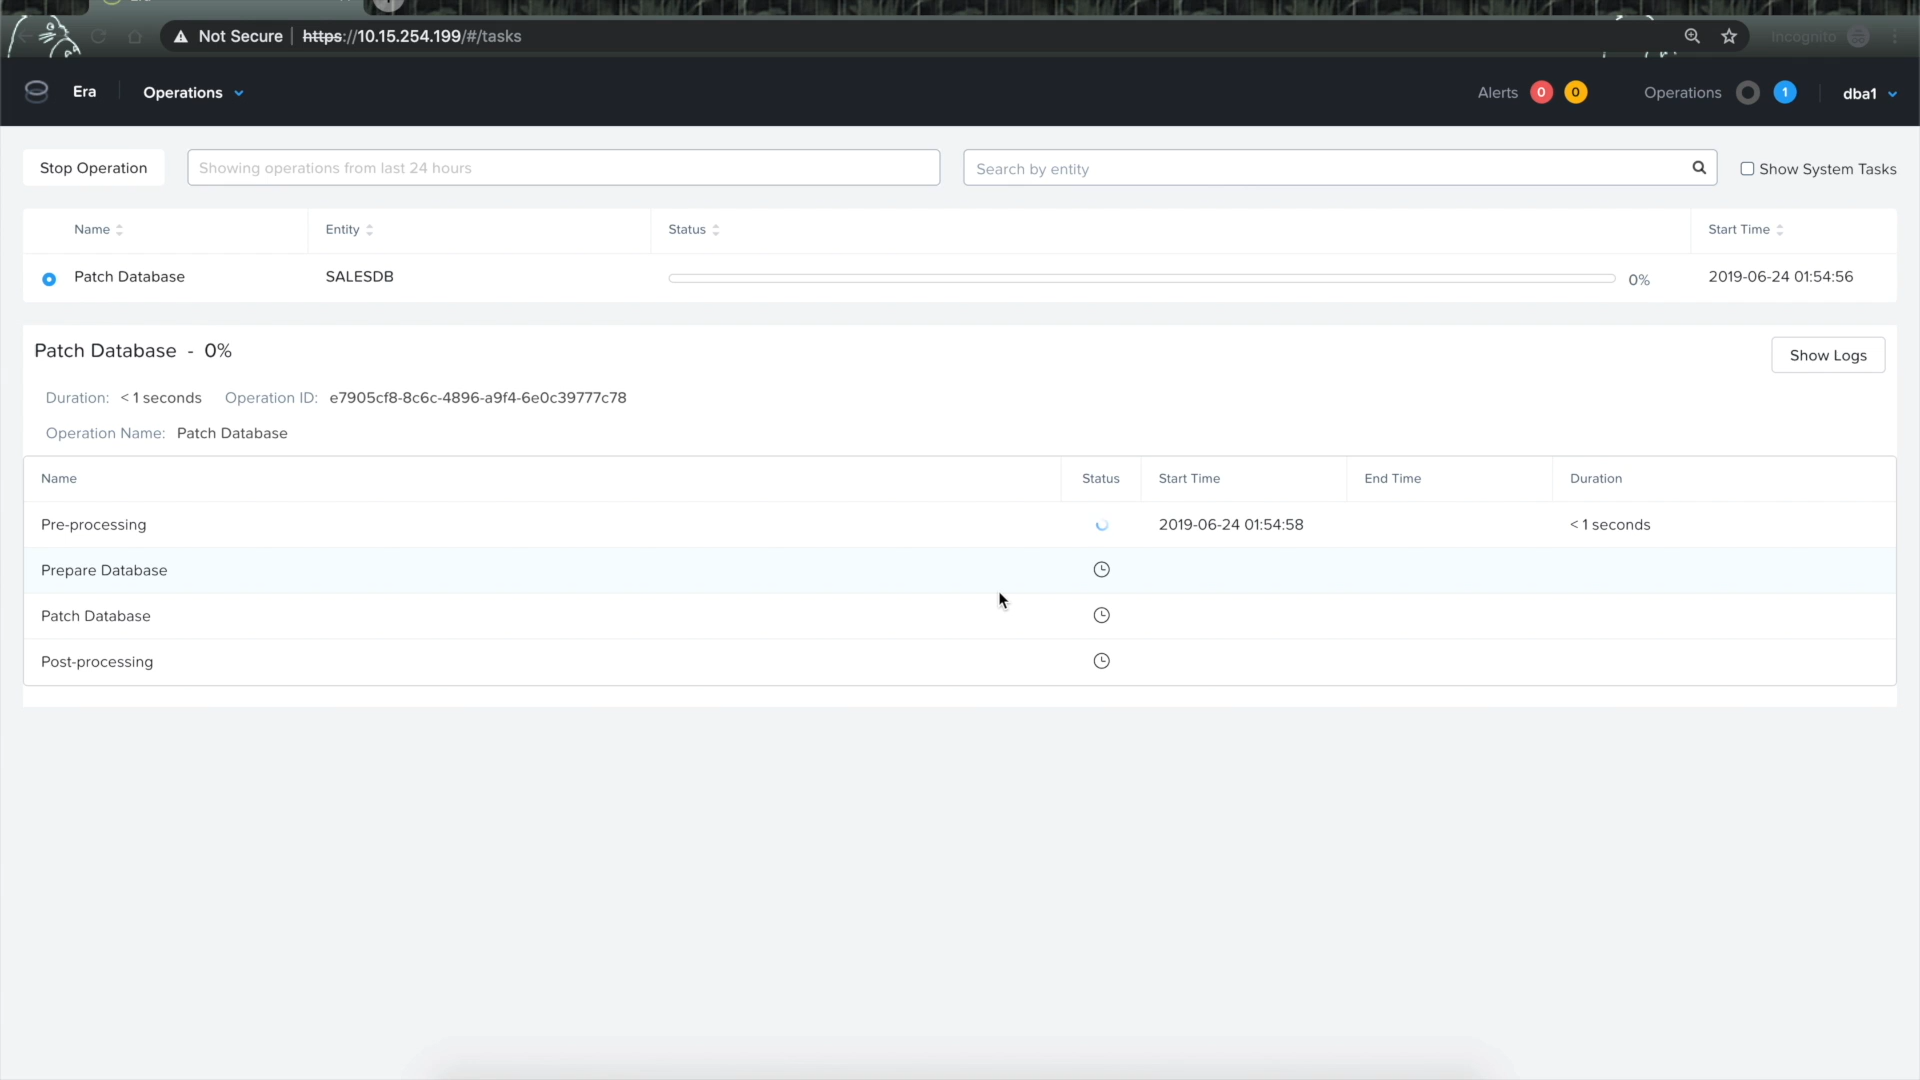 Not Secure | https://10.15.254.199/#/tasks
Incognito
Era
Operations
Alerts 0 0
Operations 1
dba1
Stop Operation
Showing operations from last 24 hours
Search by entity
Show System Tasks
Name Entity Status Start Time
Patch Database SALESDB 0% 2019-06-24 01:54:56
Patch Database - 0%
Show Logs
Duration: < 1 seconds Operation ID: e7905cf8-8c6c-4896-a9f4-6e0c39777c78
Operation Name: Patch Database
Name Status Start Time End Time Duration
Pre-processing 2019-06-24 01:54:58 < 1 seconds
Prepare Database
Patch Database
Post-processing